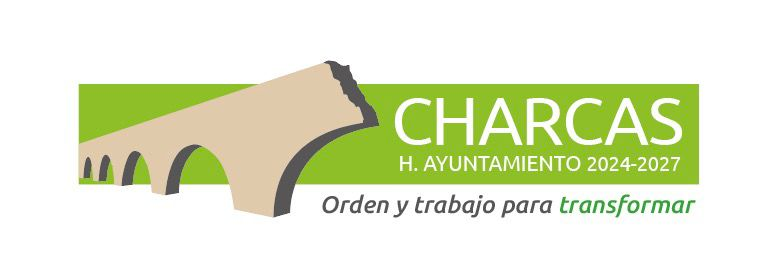 CHARCAS
H. AYUNTAMIENTO 2024-2027
Orden y trabajo para transformar